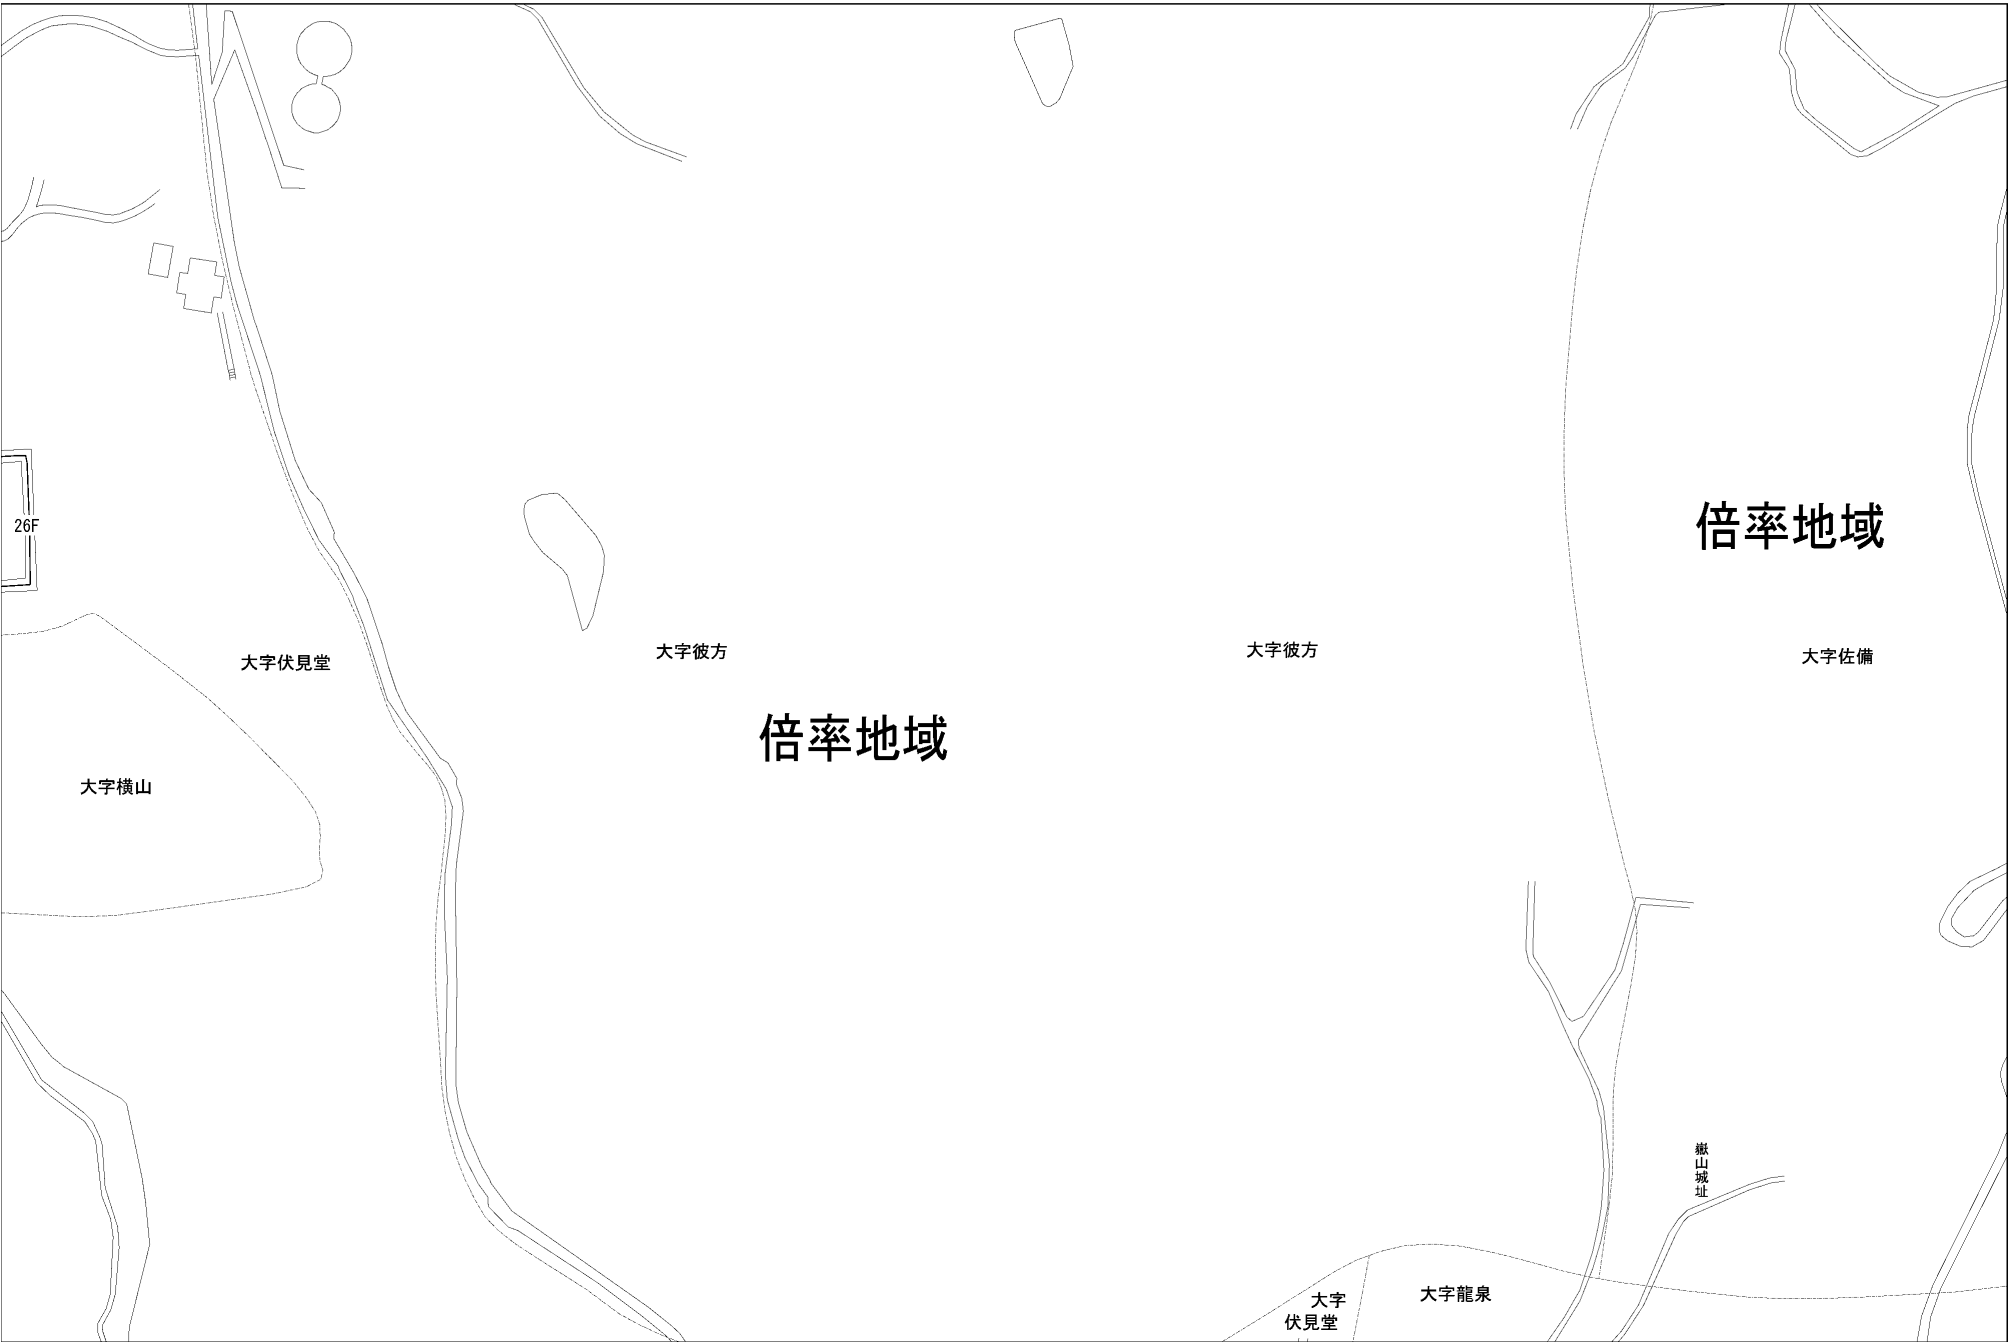 26F
倍率地域
大字伏見堂
大字彼方
大字彼方
大字佐備
倍率地域
大字横山
嶽山城址
大字龍泉
大字
伏見堂